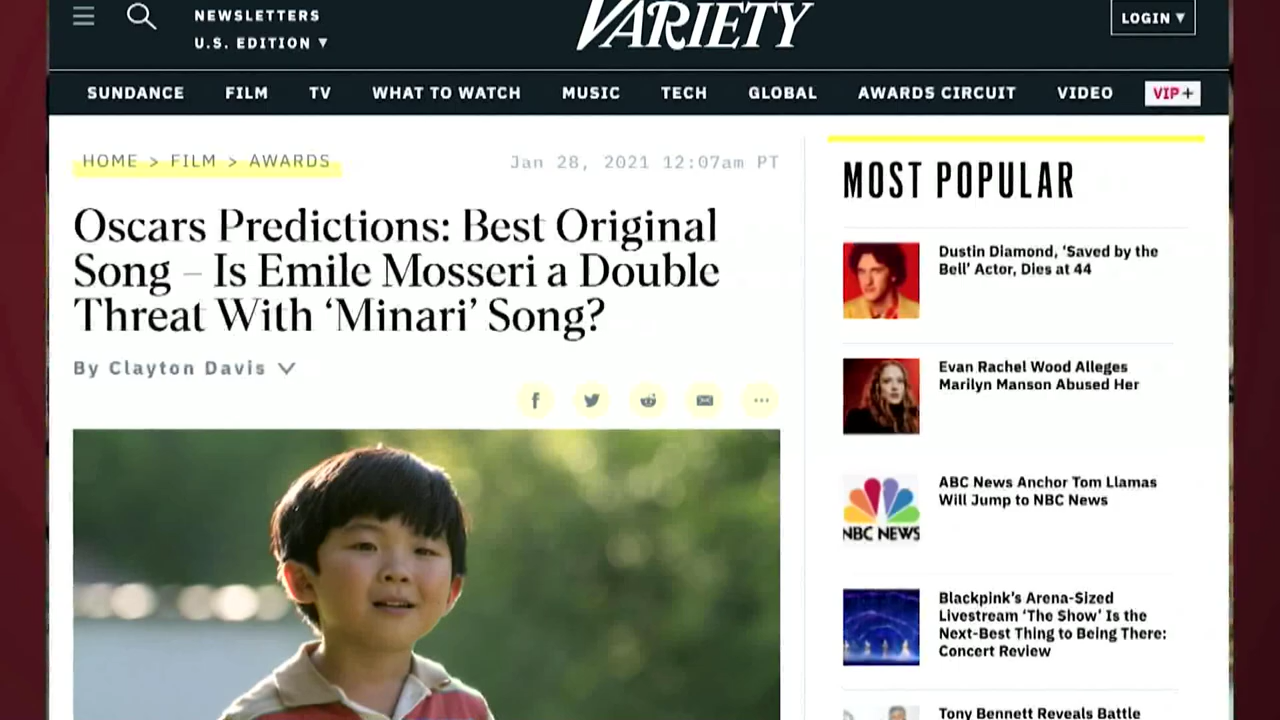 NEWSLETTERS
U.S. EDITION ▼
VARIETY
LOGIN ▼
SUNDANCE FILM TV WHAT TO WATCH MUSIC TECH GLOBAL AWARDS CIRCUIT VIDEO VIP+
HOME > FILM > AWARDS
Jan 28, 2021 12:07am PT
Oscars Predictions: Best Original
Song – Is Emile Mosseri a Double
Threat With ‘Minari’ Song?
By Clayton Davis
MOST POPULAR
Dustin Diamond, ‘Saved by the
Bell’ Actor, Dies at 44
Evan Rachel Wood Alleges
Marilyn Manson Abused Her
NBC NEWS
ABC News Anchor Tom Llamas
Will Jump to NBC News
Blackpink’s Arena-Sized
Livestream ‘The Show’ Is the
Next-Best Thing to Being There:
Concert Review
Tony Bennett Reveals Battle